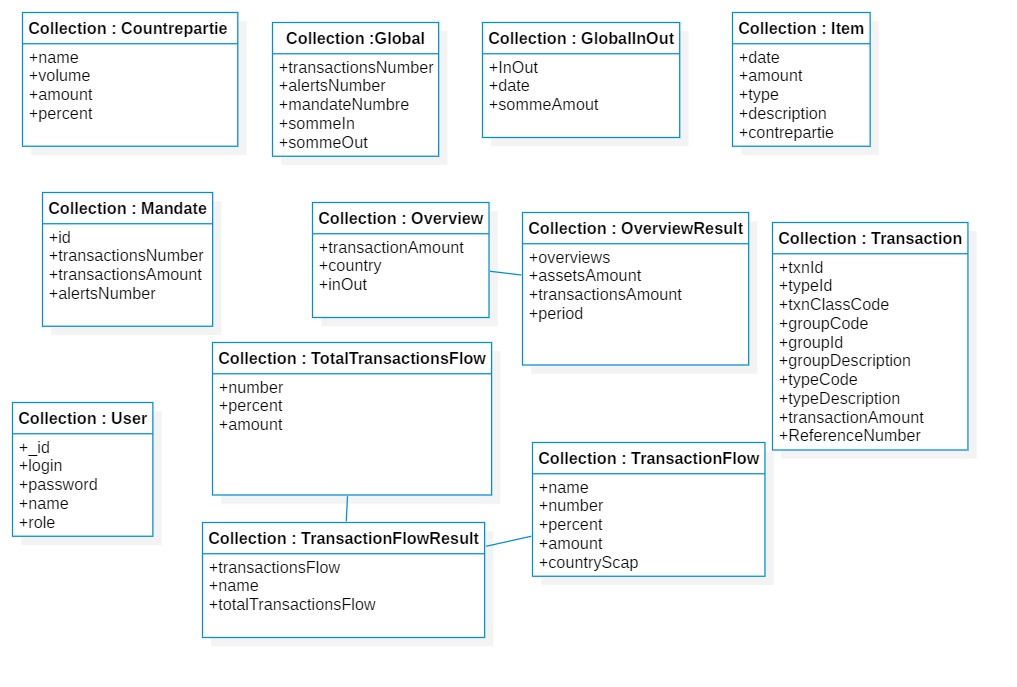 Collection : Countrepartie
+name
+volume
+amount
+percent
Collection :Global
+transactionsNumber
+alertsNumber
+mandateNumbre
+sommeIn
+sommeOut
Collection : GlobalInOut
+InOut
+date
+sommeAmout
Collection : Item
+date
+amount
+type
+description
+contrepartie
Collection : Mandate
+id
+transactionsNumber
+transactionsAmount
+alertsNumber
Collection : Overview
+transactionAmount
+country
+inOut
Collection : OverviewResult
+overviews
+assetsAmount
+transactionsAmount
+period
Collection : Transaction
+txnId
+typeId
+txnClassCode
+groupCode
+groupId
+groupDescription
+typeCode
+typeDescription
+transactionAmount
+ReferenceNumber
Collection : TotalTransactionsFlow
+number
+percent
+amount
Collection : User
+_id
+login
+password
+name
+role
Collection : TransactionFlow
+name
+number
+percent
+amount
+countryScap
Collection : TransactionFlowResult
+transactionsFlow
+name
+totalTransactionsFlow